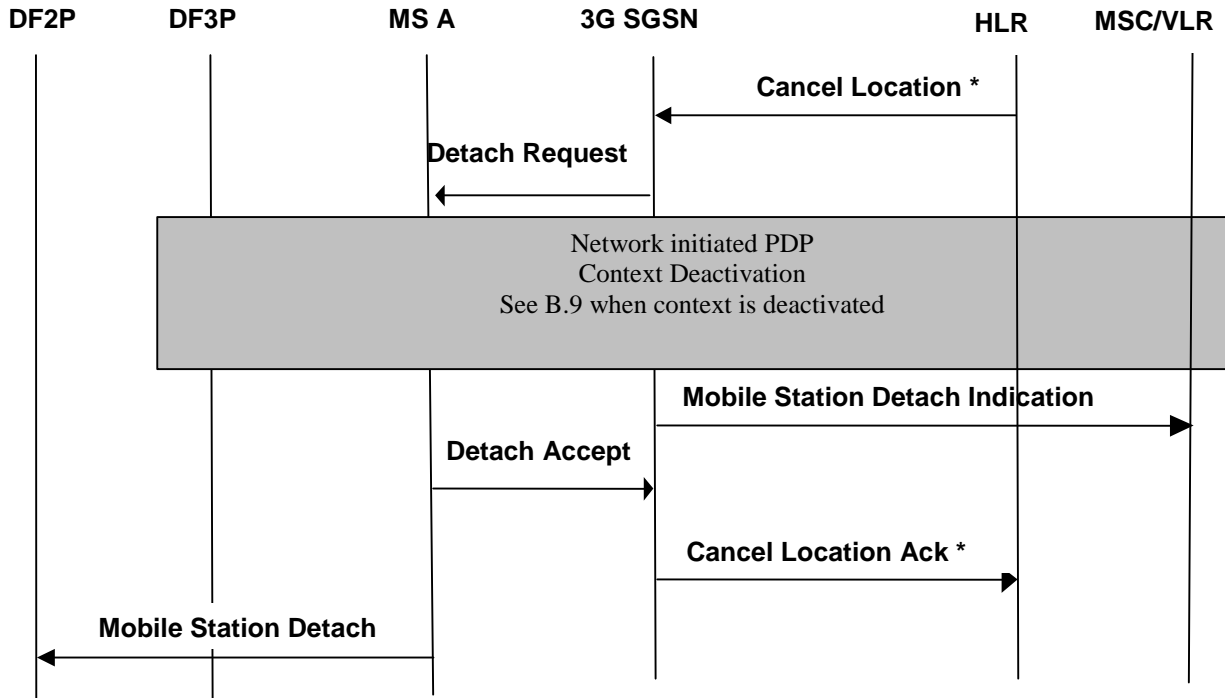 DF2P DF3P MS A 3G SGSN HLR MSC/VLR
Cancel Location *
Detach Request
Network initiated PDP
Context Deactivation
See B.9 when context is deactivated
Mobile Station Detach Indication
Detach Accept
Cancel Location Ack *
Mobile Station Detach